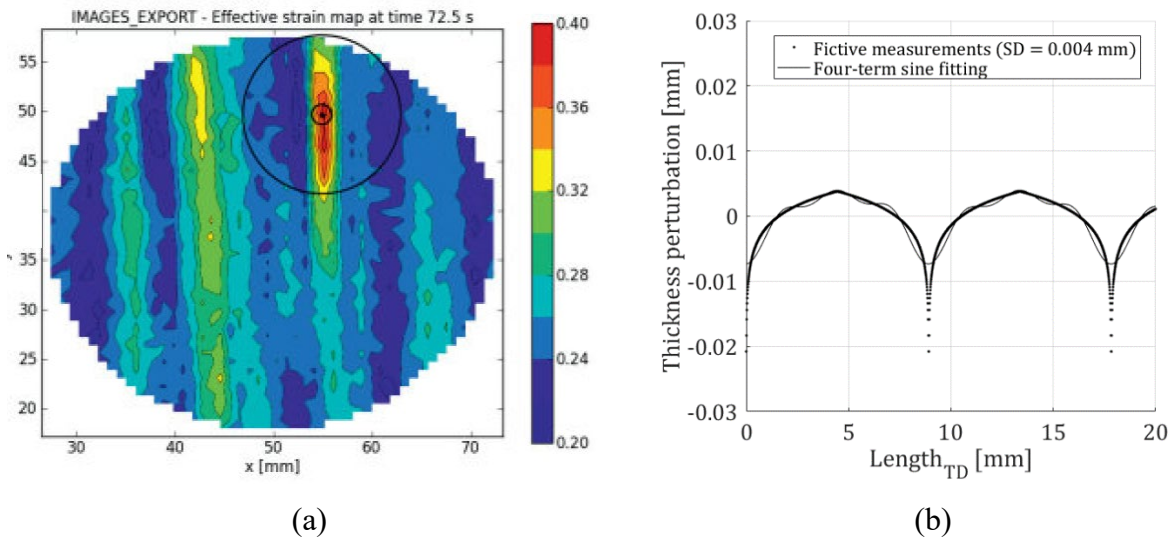 IMAGES_EXPORT - Effective strain map at time 72.5 s
55
50
45
40
35
30
25
20
30 40 50 60 70
x [mm]
0.40
0.36
0.32
0.28
0.24
0.20
(a)
Thickness perturbation [mm]
0.03
0.02
0.01
0
-0.01
-0.02
-0.03
Fictive measurements (SD = 0.004 mm)
Four-term sine fitting
0 5 10 15 20
Length_TD [mm]
(b)